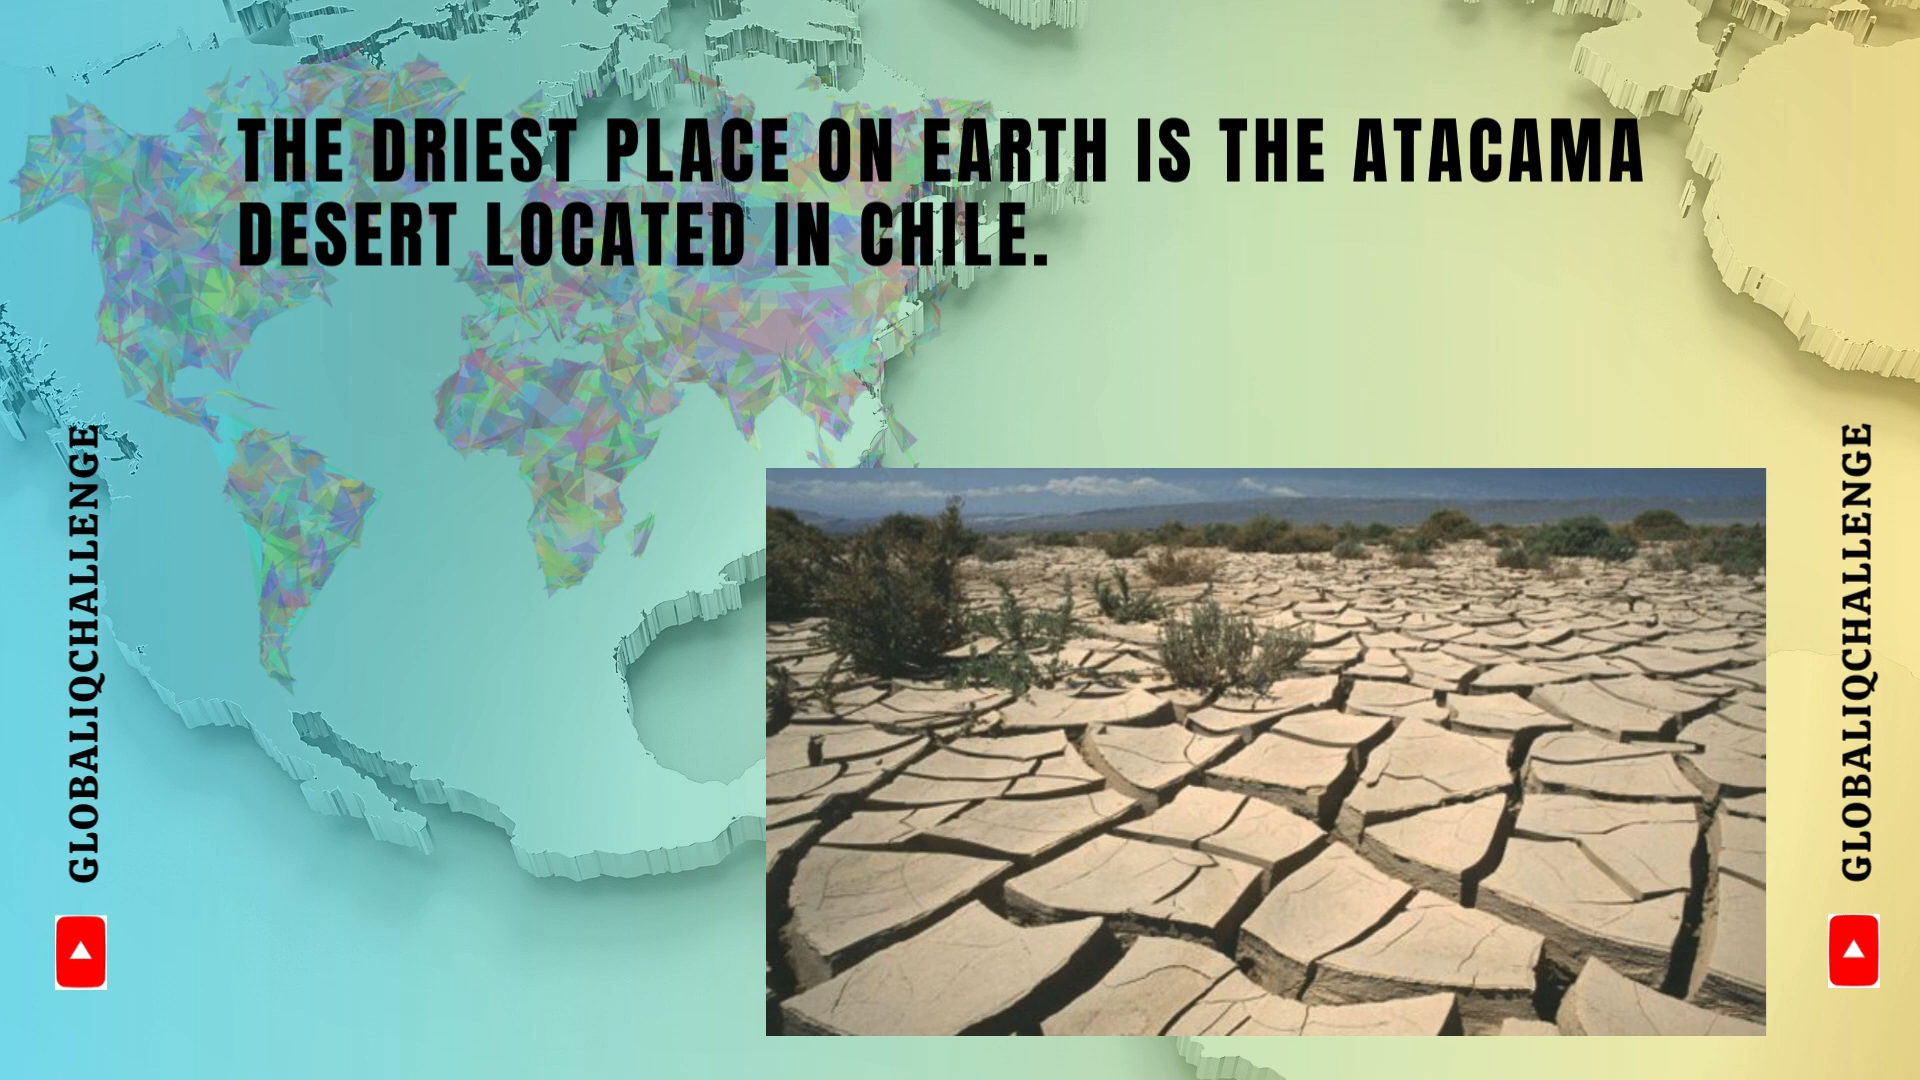 THE DRIEST PLACE ON EARTH IS THE ATACAMA
DESERT LOCATED IN CHILE.
GLOBALIQCHALLENGE
GLOBALIQCHALLENGE